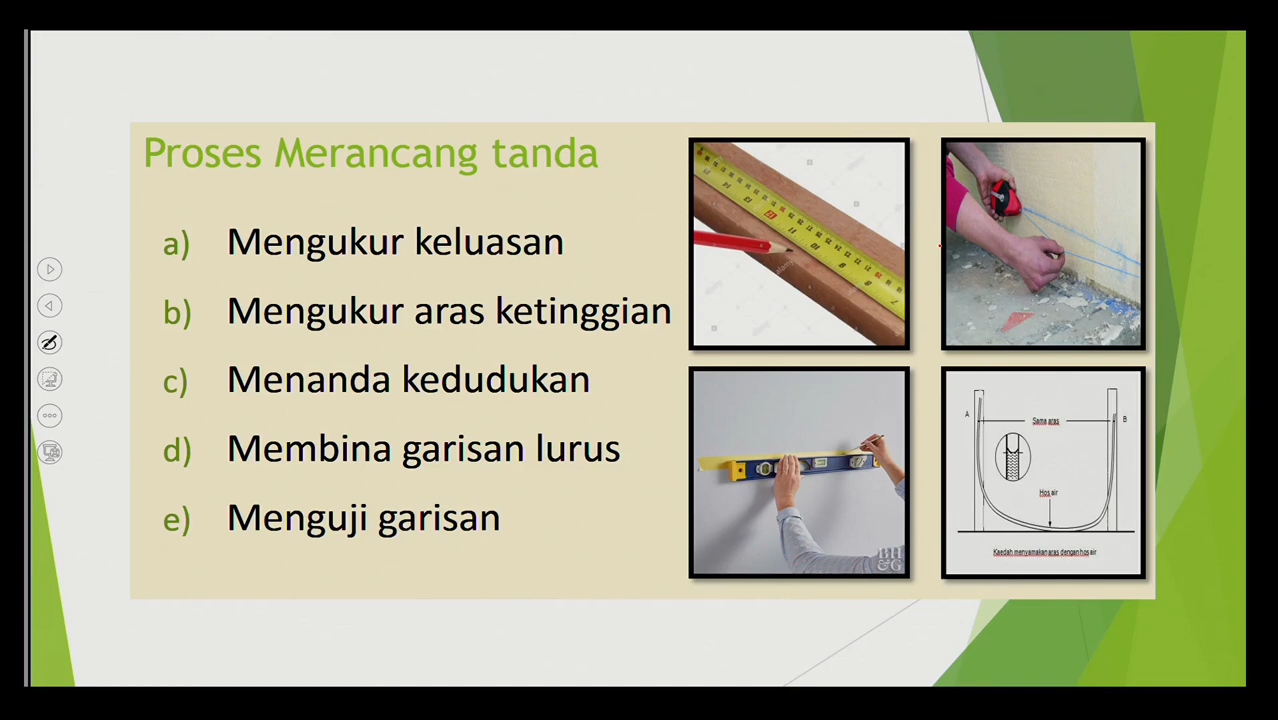 Proses Merancang tanda
a) Mengukur keluasan
b) Mengukur aras ketinggian
c) Menanda kedudukan
d) Membina garisan lurus
e) Menguji garisan
BH
&G
A
Sama aras
B
Hos air
Kaedah menyamakan aras dengan hos air